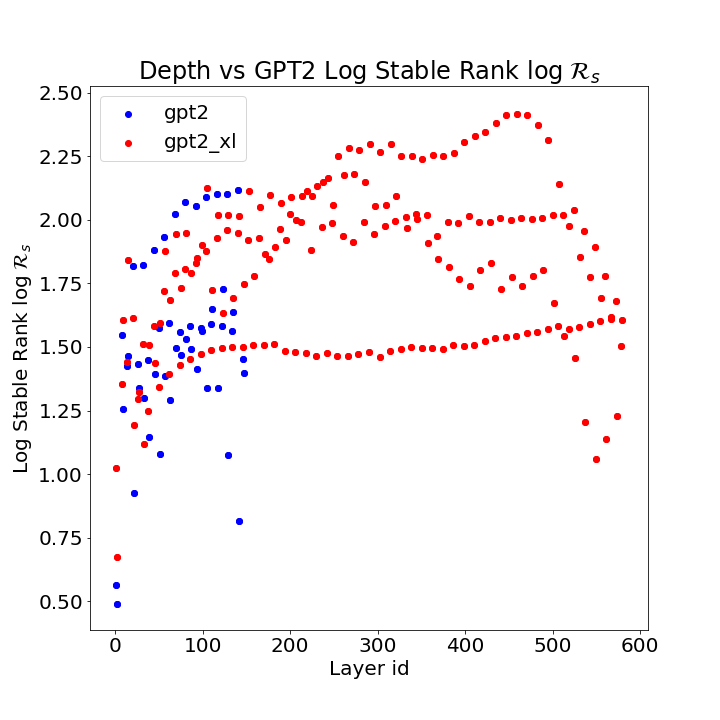 Depth vs GPT2 Log Stable Rank log ℛₛ
gpt2
gpt2_xl
2.50
2.25
2.00
1.75
1.50
1.25
1.00
0.75
0.50
Log Stable Rank log ℛₛ
0 100 200 300 400 500 600
Layer id